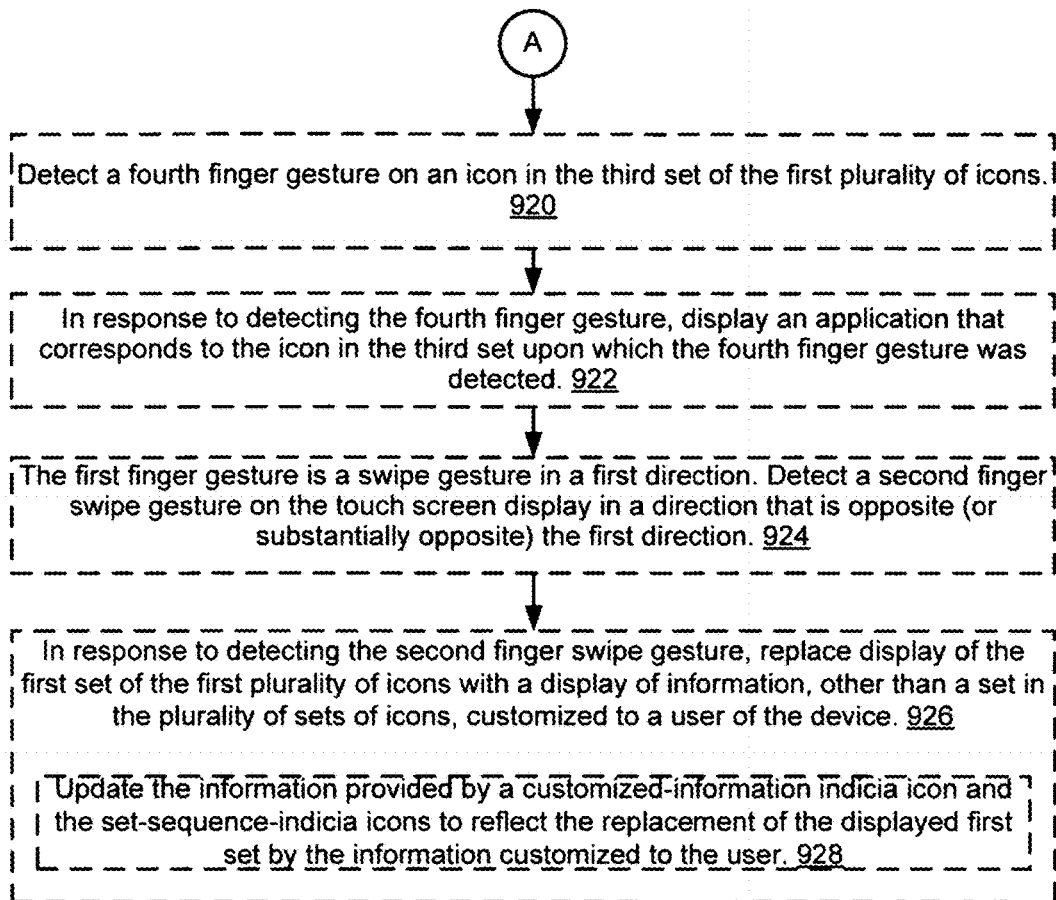 A
Detect a fourth finger gesture on an icon in the third set of the first plurality of icons.
920
In response to detecting the fourth finger gesture, display an application that
corresponds to the icon in the third set upon which the fourth finger gesture was
detected. 922
The first finger gesture is a swipe gesture in a first direction. Detect a second finger
swipe gesture on the touch screen display in a direction that is opposite (or
substantially opposite) the first direction. 924
In response to detecting the second finger swipe gesture, replace display of the
first set of the first plurality of icons with a display of information, other than a set in
the plurality of sets of icons, customized to a user of the device. 926
Update the information provided by a customized-information indicia icon and
the set-sequence-indicia icons to reflect the replacement of the displayed first
set by the information customized to the user. 928